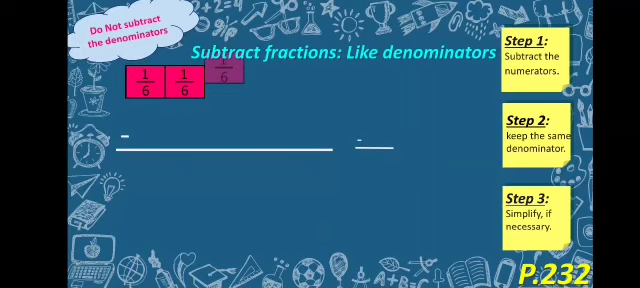 Do Not subtract
the denominators
Subtract fractions: Like denominators
1 1 1
6 6 6
-
-
Step 1:
Subtract the
numerators.
Step 2:
keep the same
denominator.
Step 3:
Simplify, if
necessary.
P.232